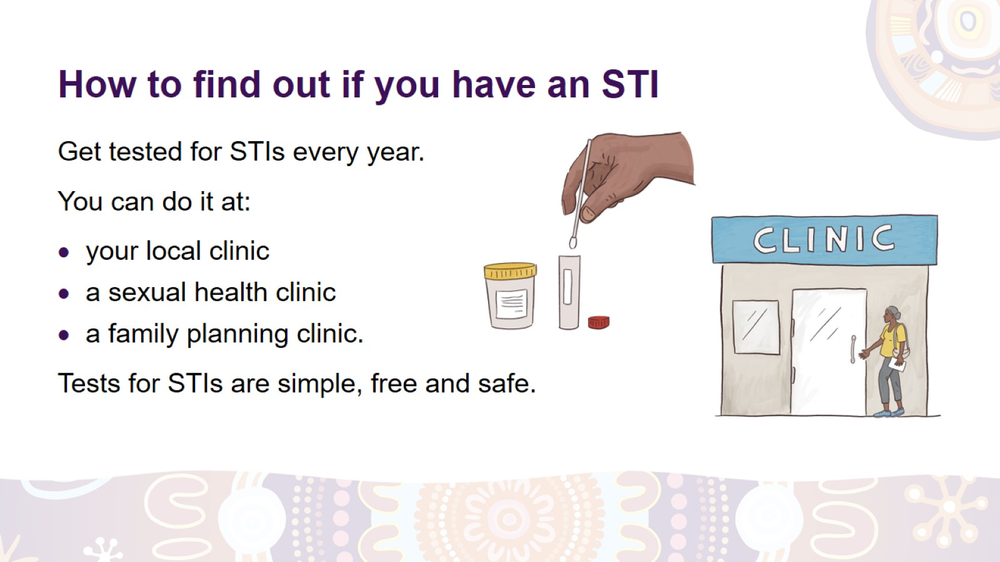 How to find out if you have an STI
Get tested for STIs every year.
You can do it at:
• your local clinic
• a sexual health clinic
• a family planning clinic.
Tests for STIs are simple, free and safe.
CLINIC